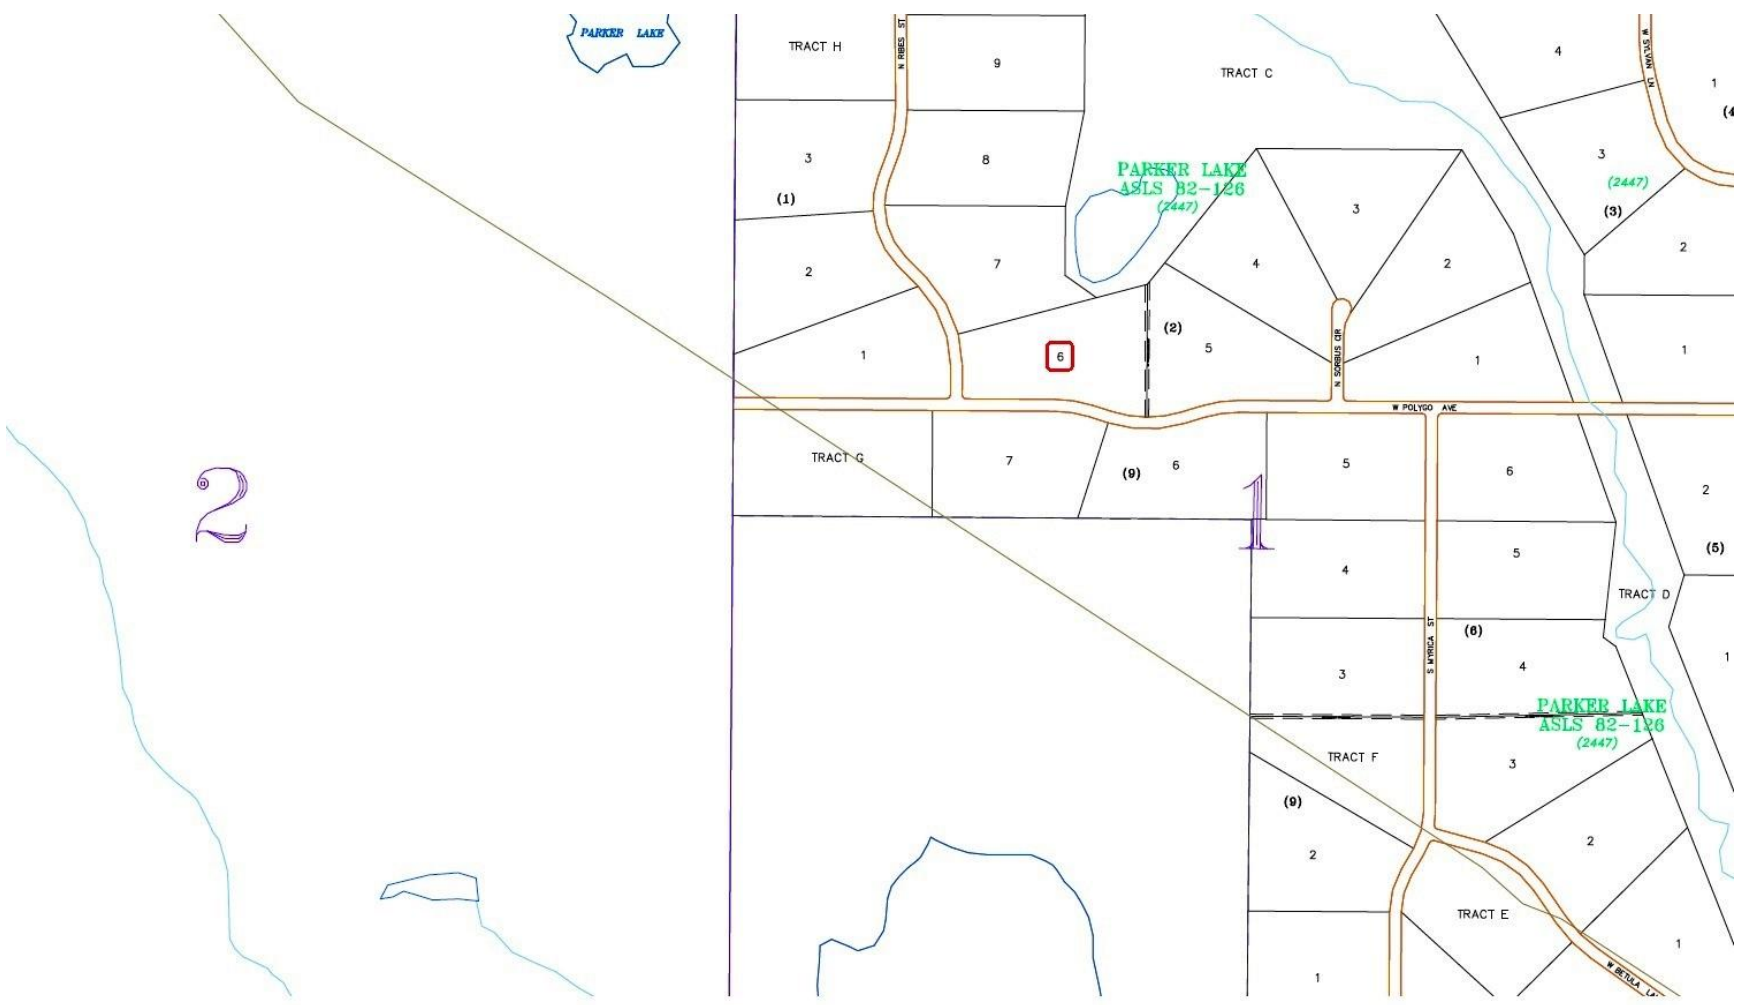 PARKER LAKE
TRACT H
N RIBES ST
9
TRACT C
4
W SYLVAN LN
1
(4
3
(1)
8
PARKER LAKE
ASLS 82-126
(2447)
3
3
(2447)
(3)
2
7
4
2
2
1
6
(2)
5
N SORBUS CIR
1
1
W POLYGO AVE
TRACT G
7
(9)
6
5
6
2
2
1
4
5
(5)
TRACT D
S MYRICA ST
(6)
3
4
1
PARKER LAKE
ASLS 82-126
(2447)
TRACT F
3
(9)
2
2
TRACT E
1
1
W BETULA LA